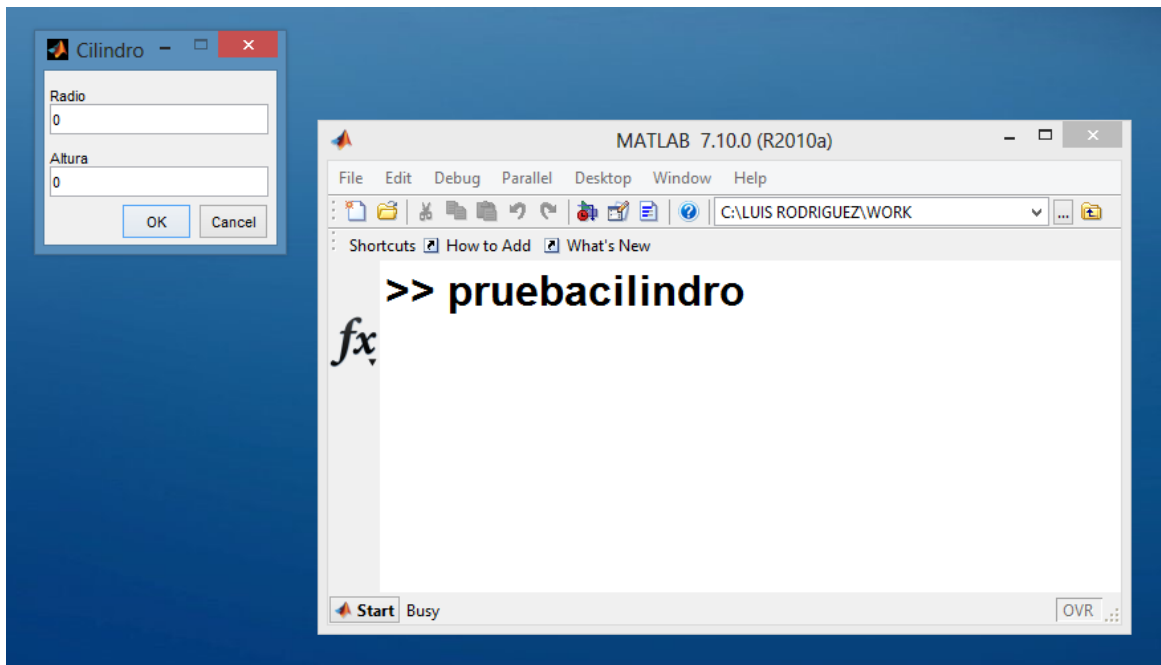 Cilindro
Radio
0
Altura
0
OK Cancel
MATLAB 7.10.0 (R2010a)
File Edit Debug Parallel Desktop Window Help
C:\LUIS RODRIGUEZ\WORK
Shortcuts How to Add What's New
>> pruebacilindro
fx
Start Busy OVR